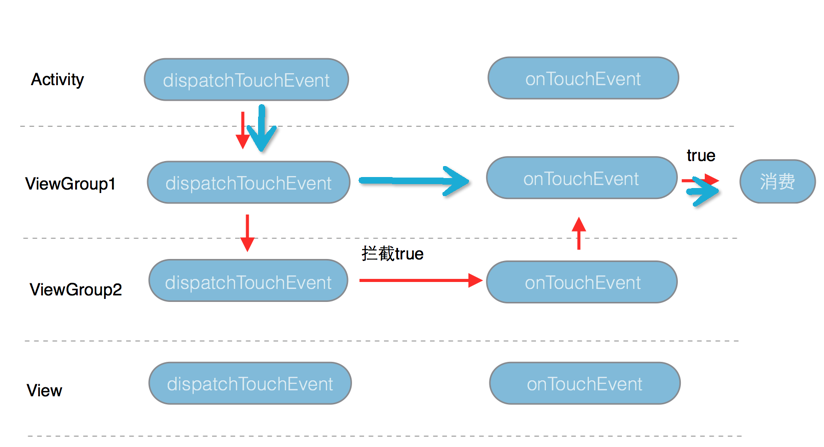 Activity
dispatchTouchEvent
onTouchEvent
true
ViewGroup1
dispatchTouchEvent
onTouchEvent
消费
拦截true
ViewGroup2
dispatchTouchEvent
onTouchEvent
View
dispatchTouchEvent
onTouchEvent